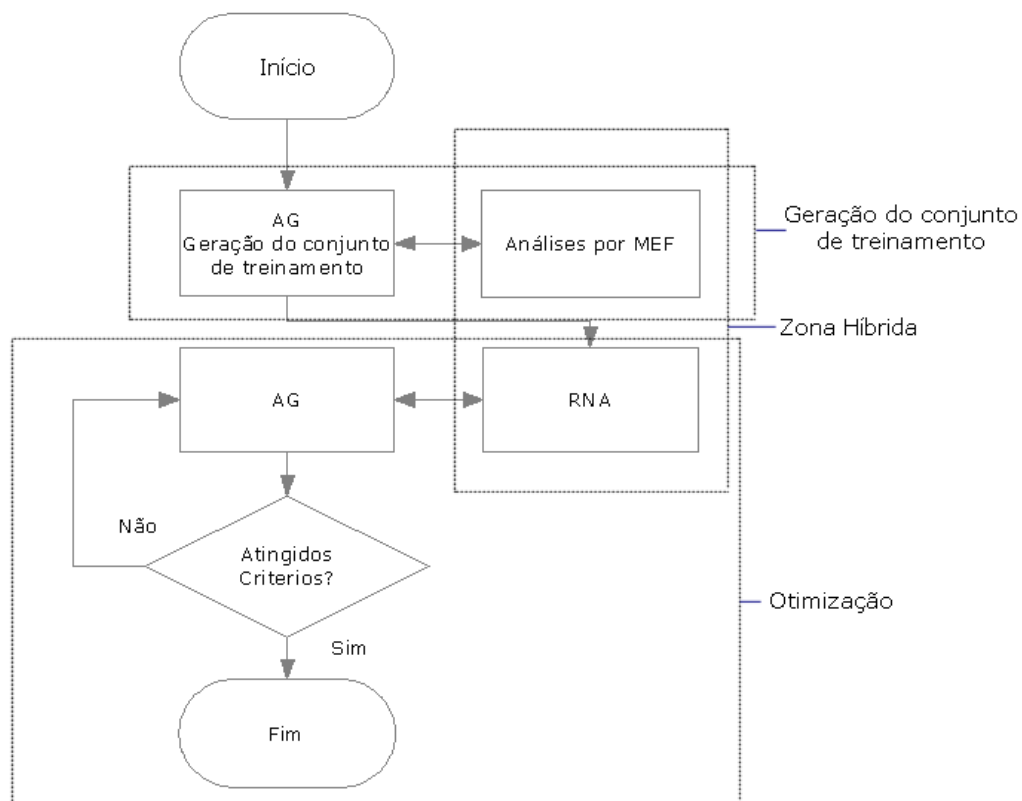 Início
AG
Geração do conjunto
de treinamento
Análises por MEF
Geração do conjunto
de treinamento
Zona Híbrida
AG
RNA
Não
Atingidos
Criterios?
Otimização
Sim
Fim